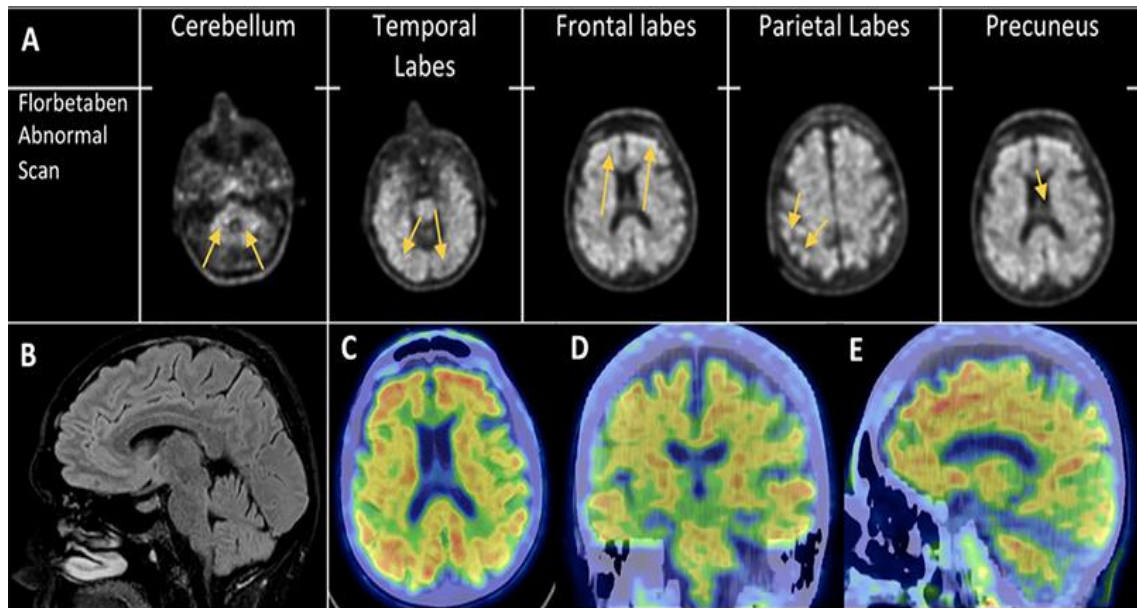 A
Cerebellum
Temporal
Labes
Frontal labes
Parietal Labes
Precuneus
Florbetaben
Abnormal
Scan
B
C
D
E